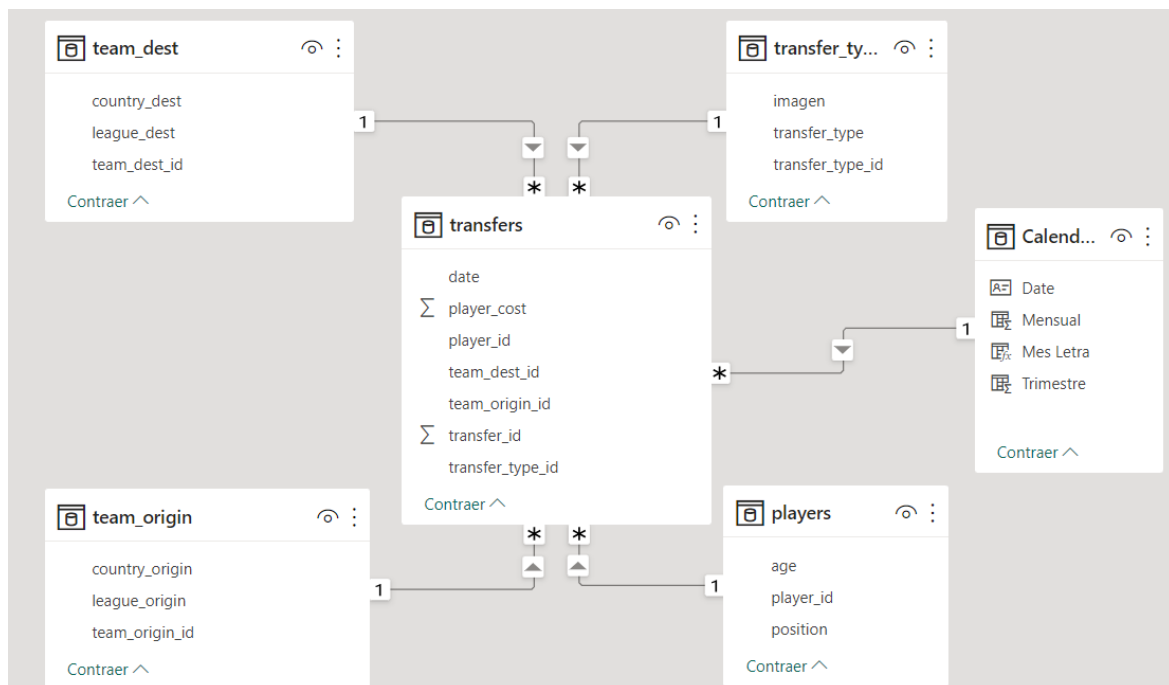 team_dest
country_dest
league_dest
team_dest_id
Contraer
transfer_ty...
imagen
transfer_type
transfer_type_id
Contraer
1
1
*
*
transfers
date
player_cost
player_id
team_dest_id
team_origin_id
transfer_id
transfer_type_id
Contraer
Calend...
Date
Mensual
Mes Letra
Trimestre
Contraer
1
*
*
*
team_origin
country_origin
league_origin
team_origin_id
Contraer
1
players
age
player_id
position
Contraer
1